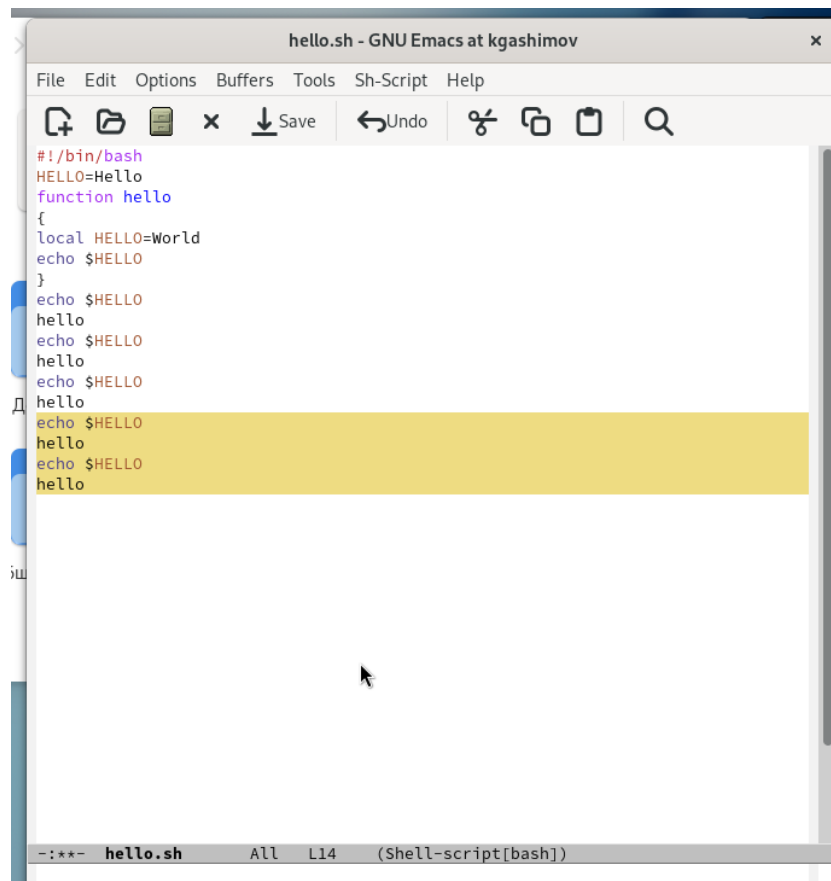 hello.sh - GNU Emacs at kgashimov
File Edit Options Buffers Tools Sh-Script Help
Save Undo
#!/bin/bash
HELLO=Hello
function hello
{
local HELLO=World
echo $HELLO
}
echo $HELLO
hello
echo $HELLO
hello
echo $HELLO
hello
echo $HELLO
hello
echo $HELLO
hello
-:**- hello.sh All L14 (Shell-script[bash])